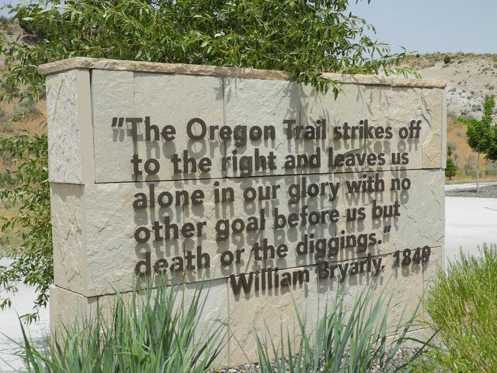 "The Oregon Trail strikes off
to the right and leaves us
alone in our glory with no
other goal before us but
death or the diggings."
William Bryarly, 1849